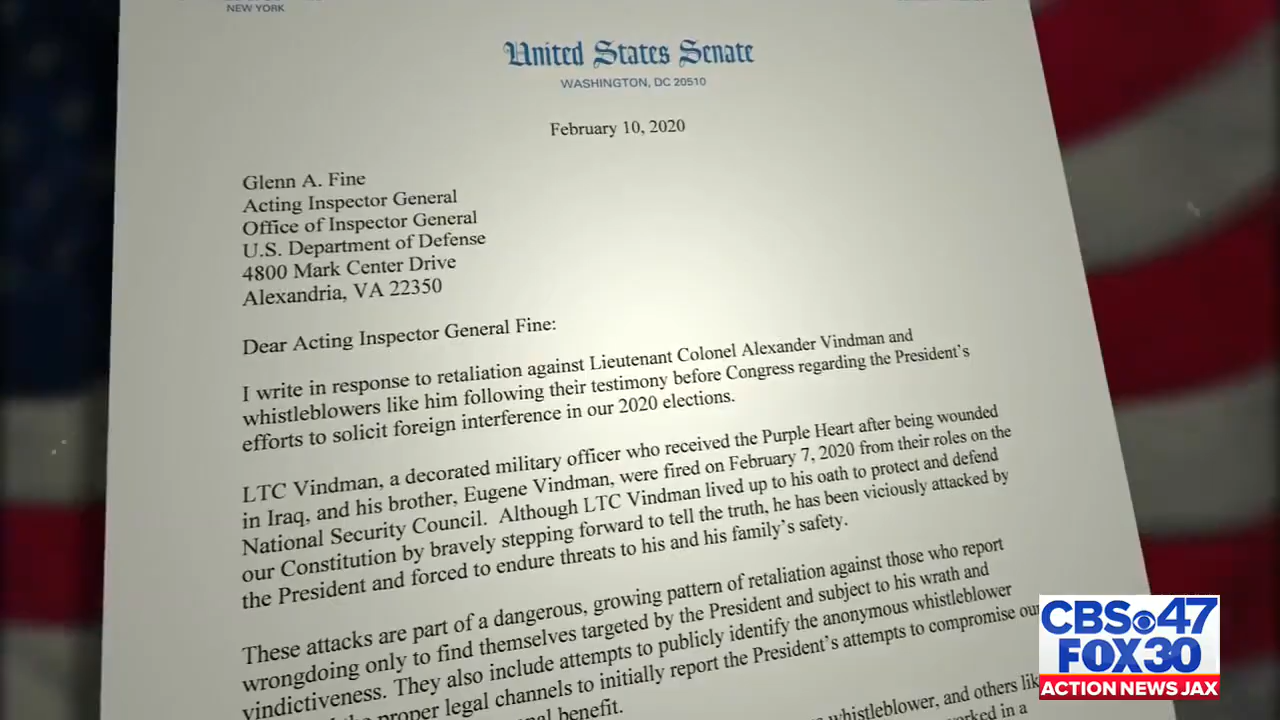 NEW YORK
United States Senate
WASHINGTON, DC 20510
February 10, 2020
Glenn A. Fine
Acting Inspector General
Office of Inspector General
U.S. Department of Defense
4800 Mark Center Drive
Alexandria, VA 22350
Dear Acting Inspector General Fine:
I write in response to retaliation against Lieutenant Colonel Alexander Vindman and
whistleblowers like him following their testimony before Congress regarding the President's
efforts to solicit foreign interference in our 2020 elections.
LTC Vindman, a decorated military officer who received the Purple Heart after being wounded
in Iraq, and his brother, Eugene Vindman, were fired on February 7, 2020 from their roles on the
National Security Council. Although LTC Vindman lived up to his oath to protect and defend
our Constitution by bravely stepping forward to tell the truth, he has been viciously attacked by
the President and forced to endure threats to his and his family's safety.
These attacks are part of a dangerous, growing pattern of retaliation against those who report
wrongdoing only to find themselves targeted by the President and subject to his wrath and
vindictiveness. They also include attempts to publicly identify the anonymous whistleblower
the proper legal channels to initially report the President's attempts to compromise our
benefit.
whistleblower, and others
in a
CBS 47
FOX 30
ACTION NEWS JAX